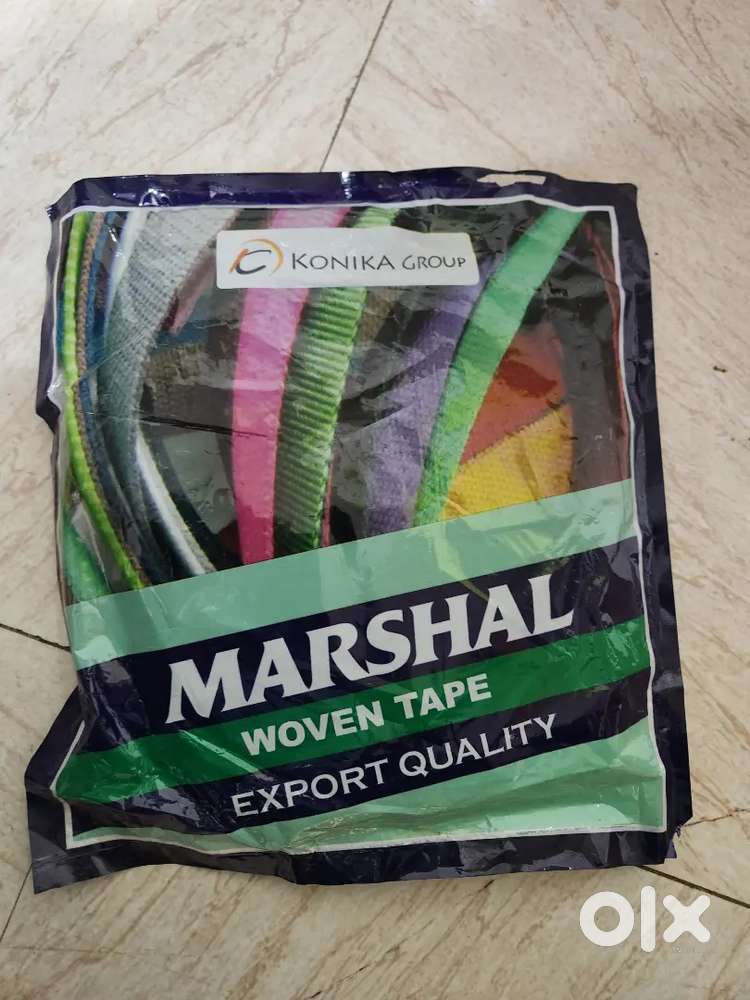 KONIKA GROUP
MARSHAL
WOVEN TAPE
EXPORT QUALITY
olx